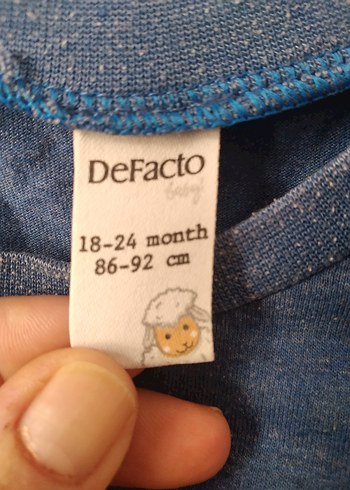 DeFacto
baby!
18-24 month
86-92 cm